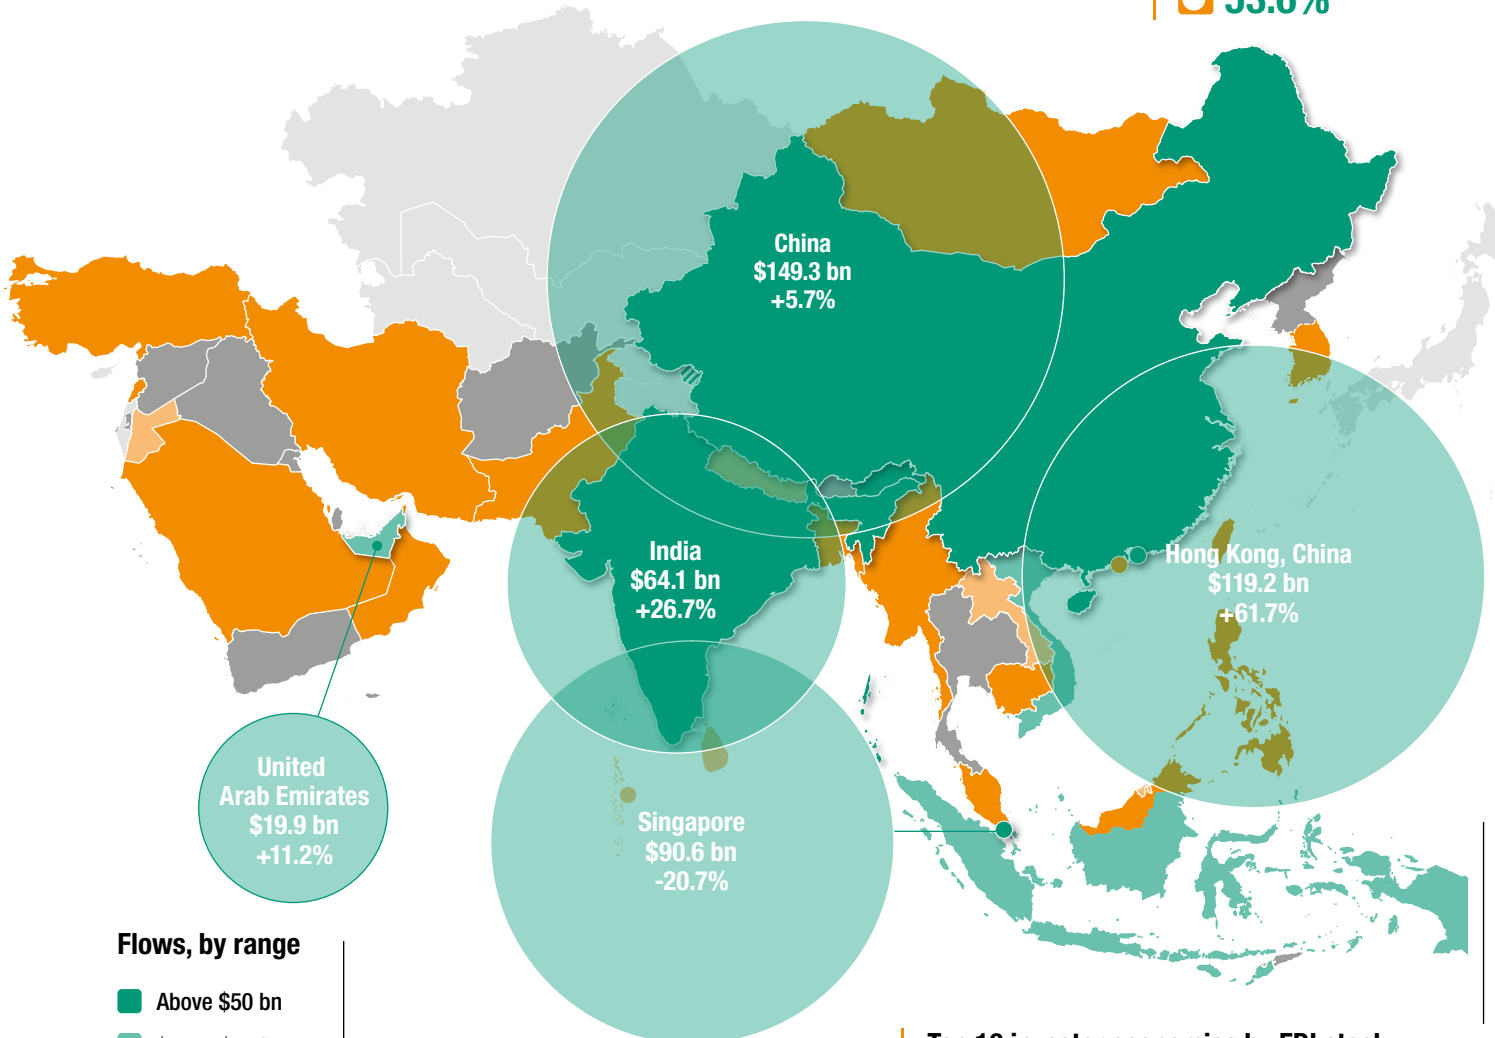 53.6%
China
$149.3 bn
+5.7%
India
$64.1 bn
+26.7%
Hong Kong, China
$119.2 bn
+61.7%
United
Arab Emirates
$19.9 bn
+11.2%
Singapore
$90.6 bn
-20.7%
Flows, by range
Above $50 bn